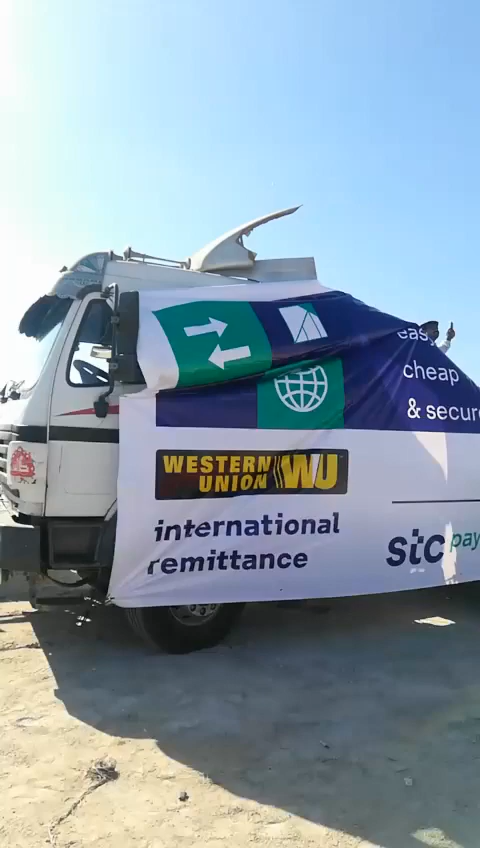 easy,
cheap
& secure
WESTERN
UNION WU
international
remittance
stc pay